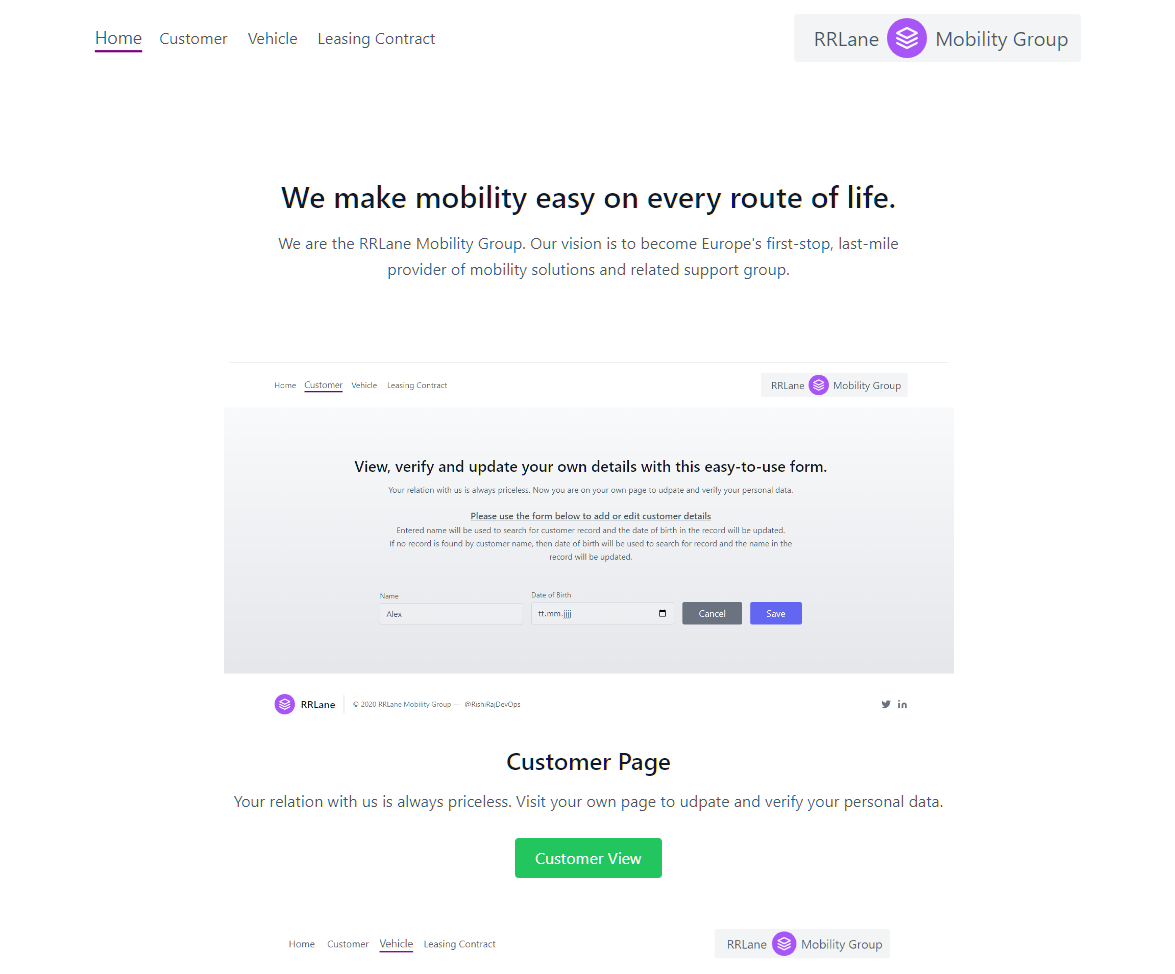 Home Customer Vehicle Leasing Contract RRLane Mobility Group
We make mobility easy on every route of life.
We are the RRLane Mobility Group. Our vision is to become Europe's first-stop, last-mile
provider of mobility solutions and related support group.
Home Customer Vehicle Leasing Contract RRLane Mobility Group
View, verify and update your own details with this easy-to-use form.
Your relation with us is always priceless. Now you are on your own page to udpate and verify your personal data.
Please use the form below to add or edit customer details
Entered name will be used to search for customer record and the date of birth in the record will be updated.
If no record is found by customer name, then date of birth will be used to search for record and the name in the
record will be updated.
Name Date of Birth
Alex tt.mm.jjjj Cancel Save
RRLane © 2020 RRLane Mobility Group — @RishiRajDevOps
Customer Page
Your relation with us is always priceless. Visit your own page to udpate and verify your personal data.
Customer View
Home Customer Vehicle Leasing Contract RRLane Mobility Group